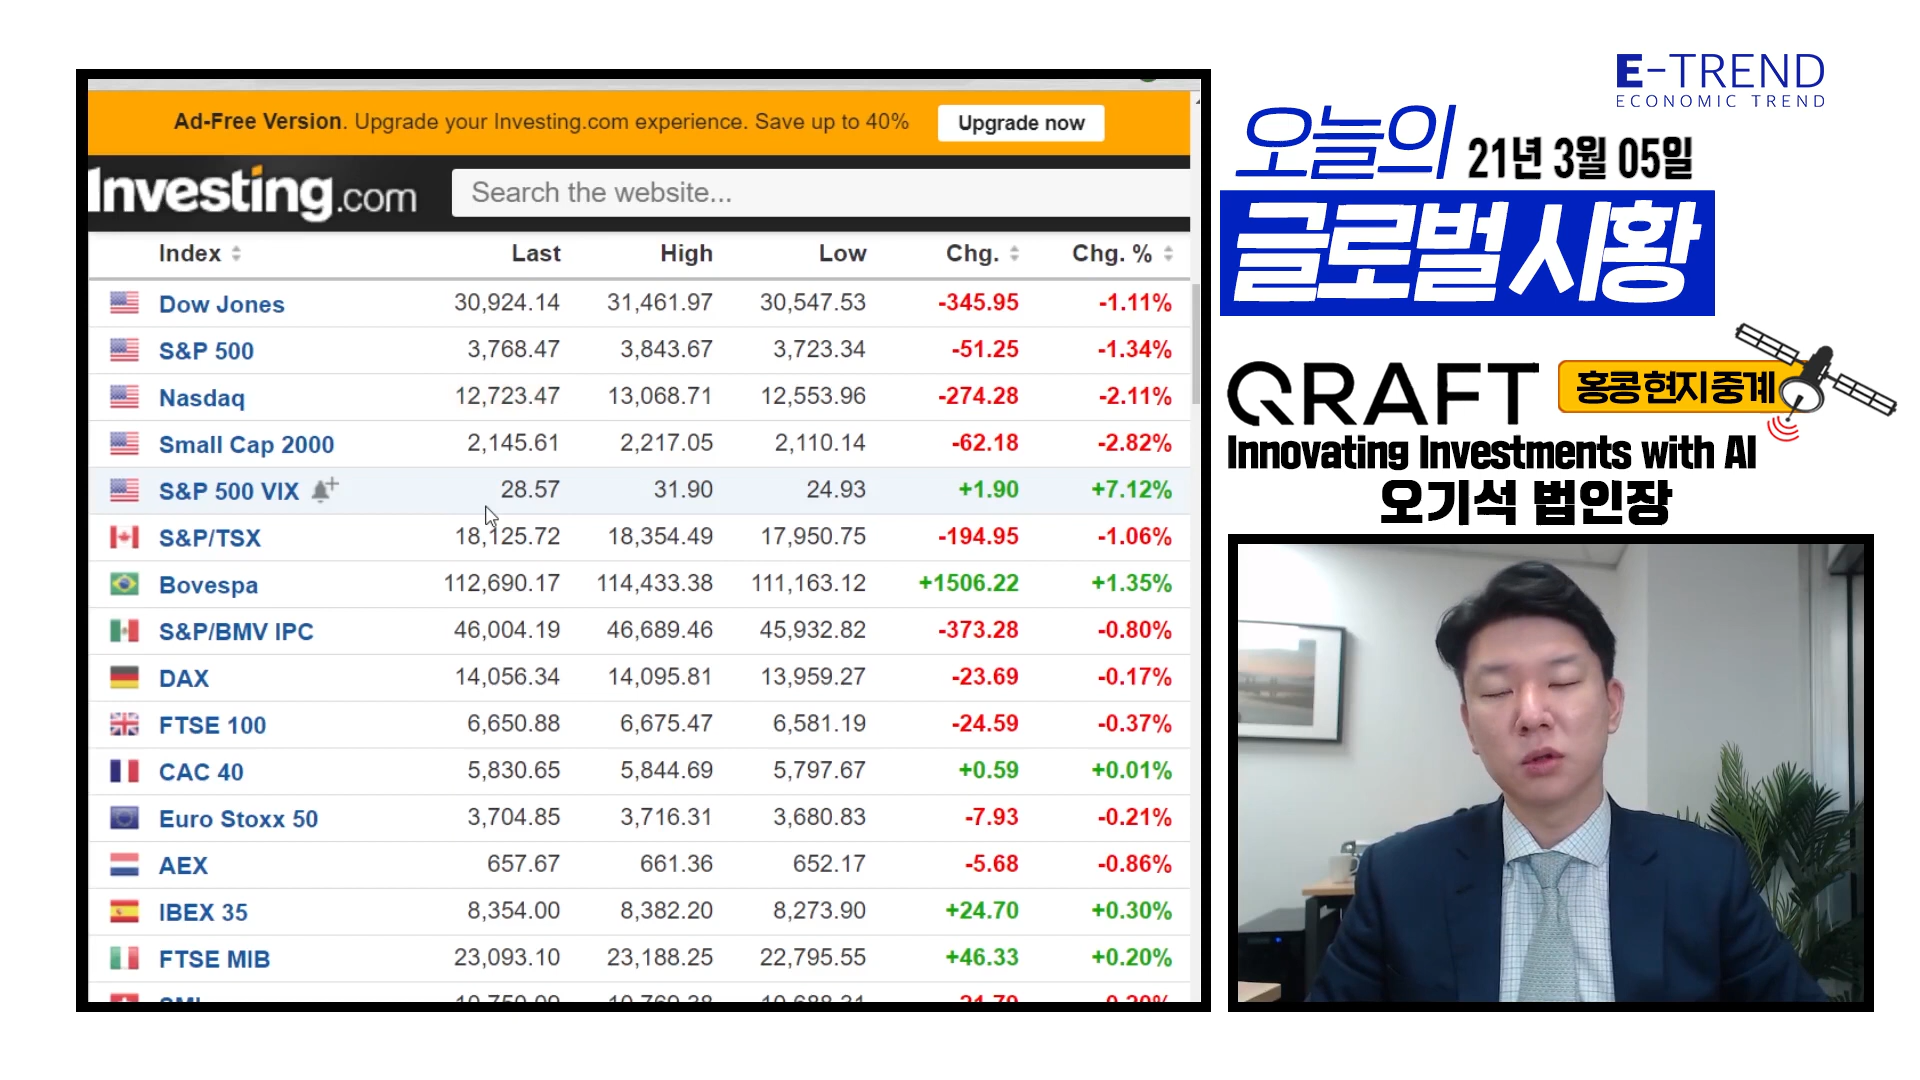 Ad-Free Version. Upgrade your Investing.com experience. Save up to 40% Upgrade now
Investing.com Search the website...
Index Last High Low Chg. Chg. %
Dow Jones 30,924.14 31,461.97 30,547.53 -345.95 -1.11%
S&P 500 3,768.47 3,843.67 3,723.34 -51.25 -1.34%
Nasdaq 12,723.47 13,068.71 12,553.96 -274.28 -2.11%
Small Cap 2000 2,145.61 2,217.05 2,110.14 -62.18 -2.82%
S&P 500 VIX 28.57 31.90 24.93 +1.90 +7.12%
S&P/TSX 18,125.72 18,354.49 17,950.75 -194.95 -1.06%
Bovespa 112,690.17 114,433.38 111,163.12 +1506.22 +1.35%
S&P/BMV IPC 46,004.19 46,689.46 45,932.82 -373.28 -0.80%
DAX 14,056.34 14,095.81 13,959.27 -23.69 -0.17%
FTSE 100 6,650.88 6,675.47 6,581.19 -24.59 -0.37%
CAC 40 5,830.65 5,844.69 5,797.67 +0.59 +0.01%
Euro Stoxx 50 3,704.85 3,716.31 3,680.83 -7.93 -0.21%
AEX 657.67 661.36 652.17 -5.68 -0.86%
IBEX 35 8,354.00 8,382.20 8,273.90 +24.70 +0.30%
FTSE MIB 23,093.10 23,188.25 22,795.55 +46.33 +0.20%
E-TREND
ECONOMIC TREND
오늘의 21년 3월 05일
글로벌 시황
QRAFT 홍콩 현지 중계
Innovating Investments with AI
오기석 법인장